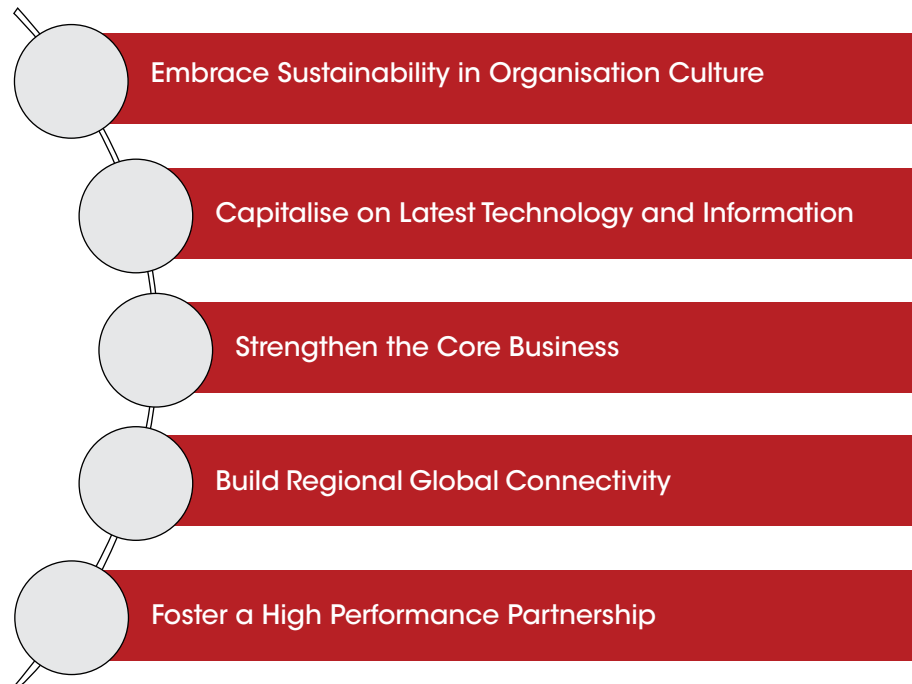 Embrace Sustainability in Organisation Culture
Capitalise on Latest Technology and Information
Strengthen the Core Business
Build Regional Global Connectivity
Foster a High Performance Partnership